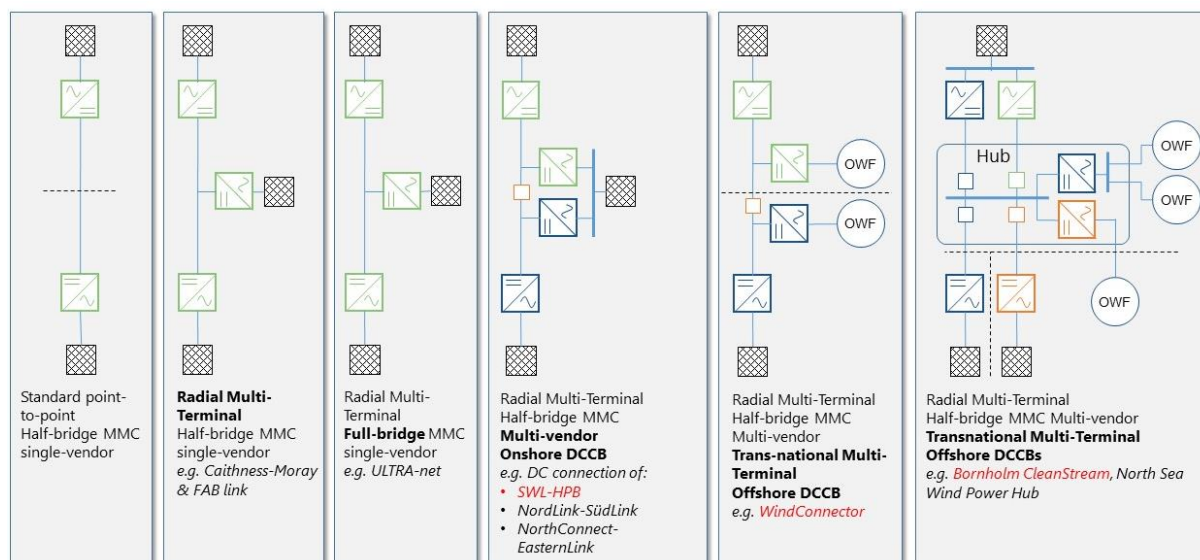 Standard point-
to-point
Half-bridge MMC
single-vendor
Radial Multi-
Terminal
Half-bridge MMC
single-vendor
e.g. Caithness-Moray
& FAB link
Radial Multi-
Terminal
Full-bridge MMC
single-vendor
e.g. ULTRA-net
Radial Multi-Terminal
Half-bridge MMC
Multi-vendor
Onshore DCCB
e.g. DC connection of:
• SWL-HPB
• NordLink-SüdLink
• NorthConnect-
EasternLink
OWF
OWF
Radial Multi-Terminal
Half-bridge MMC
Multi-vendor
Trans-national Multi-
Terminal
Offshore DCCB
e.g. WindConnector
Hub
OWF
OWF
OWF
Radial Multi-Terminal
Half-bridge MMC Multi-vendor
Transnational Multi-Terminal
Offshore DCCBs
e.g. Bornholm CleanStream, North Sea
Wind Power Hub